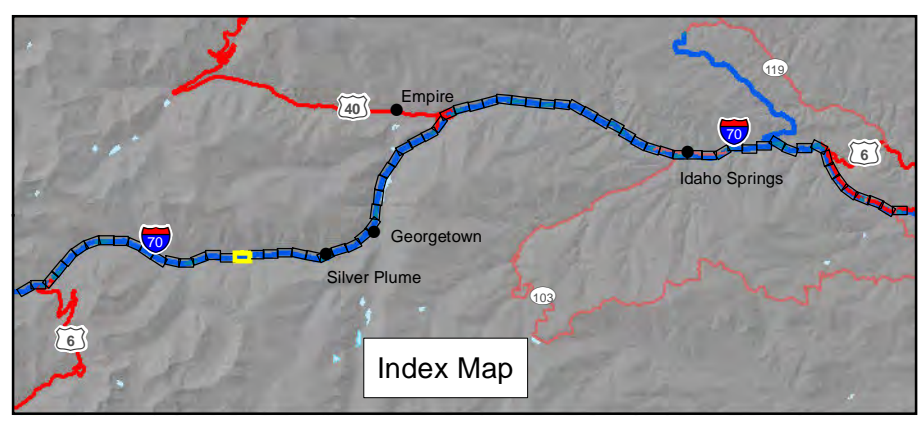 119
Empire
40
70
6
Idaho Springs
Georgetown
70
Silver Plume
103
6
Index Map